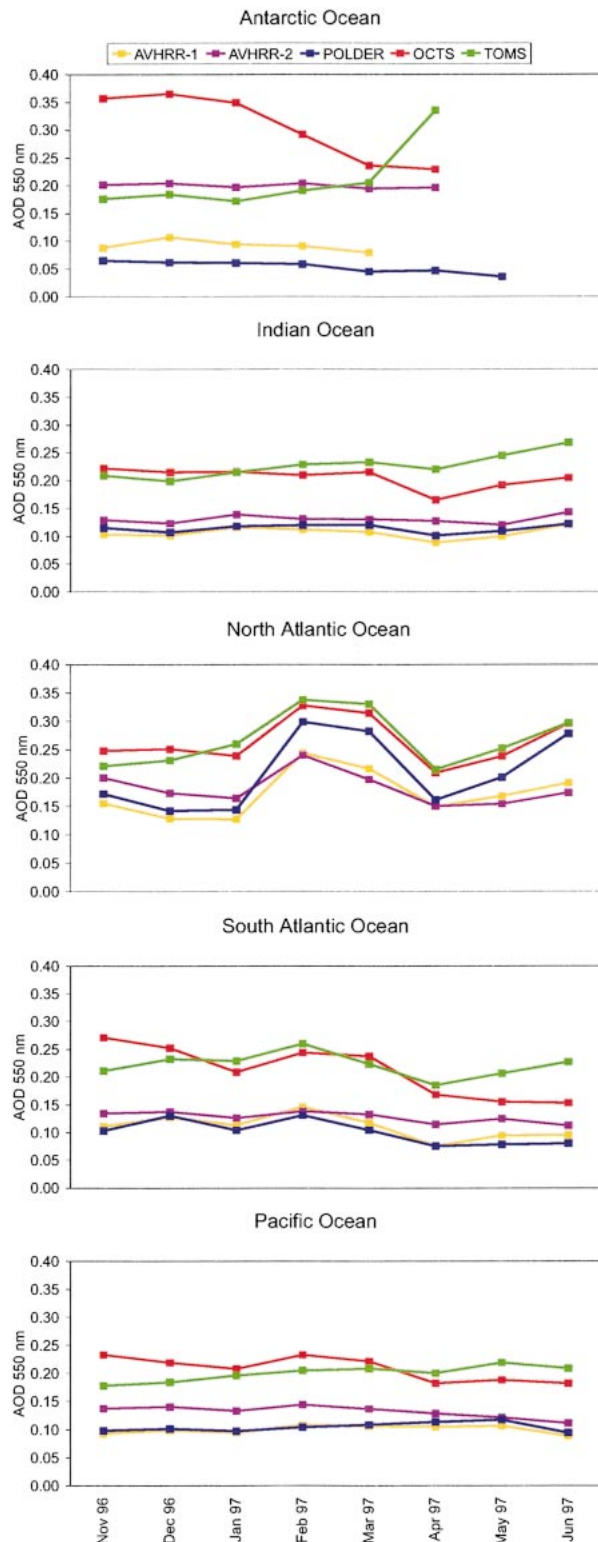 Antarctic Ocean
AVHRR-1 AVHRR-2 POLDER OCTS TOMS
AOD 550 nm
0.40
0.35
0.30
0.25
0.20
0.15
0.10
0.05
0.00
Indian Ocean
AOD 550 nm
0.40
0.35
0.30
0.25
0.20
0.15
0.10
0.05
0.00
North Atlantic Ocean
AOD 550 nm
0.40
0.35
0.30
0.25
0.20
0.15
0.10
0.05
0.00
South Atlantic Ocean
AOD 550 nm
0.40
0.35
0.30
0.25
0.20
0.15
0.10
0.05
0.00
Pacific Ocean
AOD 550 nm
0.40
0.35
0.30
0.25
0.20
0.15
0.10
0.05
0.00
Nov 96
Dec 96
Jan 97
Feb 97
Mar 97
Apr 97
May 97
Jun 97